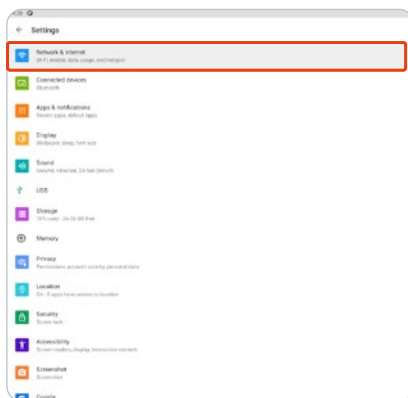 Settings
Network & internet
Wi-Fi, mobile, data usage, and hotspot
Connected devices
Bluetooth
Apps & notifications
Recent apps, default apps
Display
Wallpaper, sleep, font size
Sound
Volume, vibration, Do Not Disturb
USB
Storage
Memory
Privacy
Permissions, account activity, personal data
Location
Security
Screen lock
Accessibility
Screen readers, display, interaction controls
Screenshot
Screenshot
Google